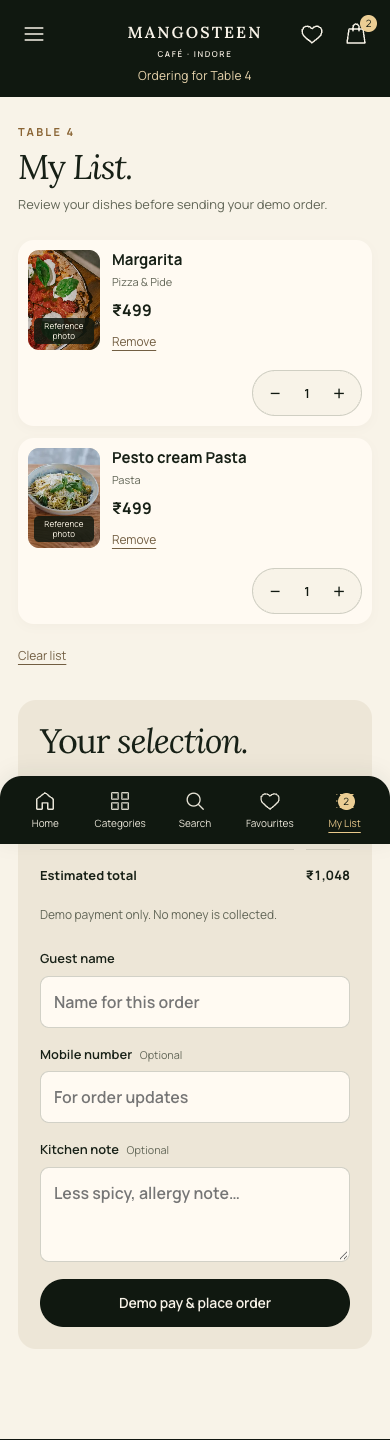 MANGOSTEEN
2
CAFÉ · INDORE
Ordering for Table 4
TABLE 4
My List.
Review your dishes before sending your demo order.
Margarita
Pizza & Pide
₹499
Reference
photo
Remove
− 1 +
Pesto cream Pasta
Pasta
₹499
Reference
photo
Remove
− 1 +
Clear list
Your selection.
2
Home Categories Search Favourites My List
Estimated total ₹1,048
Demo payment only. No money is collected.
Guest name
Name for this order
Mobile number Optional
For order updates
Kitchen note Optional
Less spicy, allergy note…
Demo pay & place order